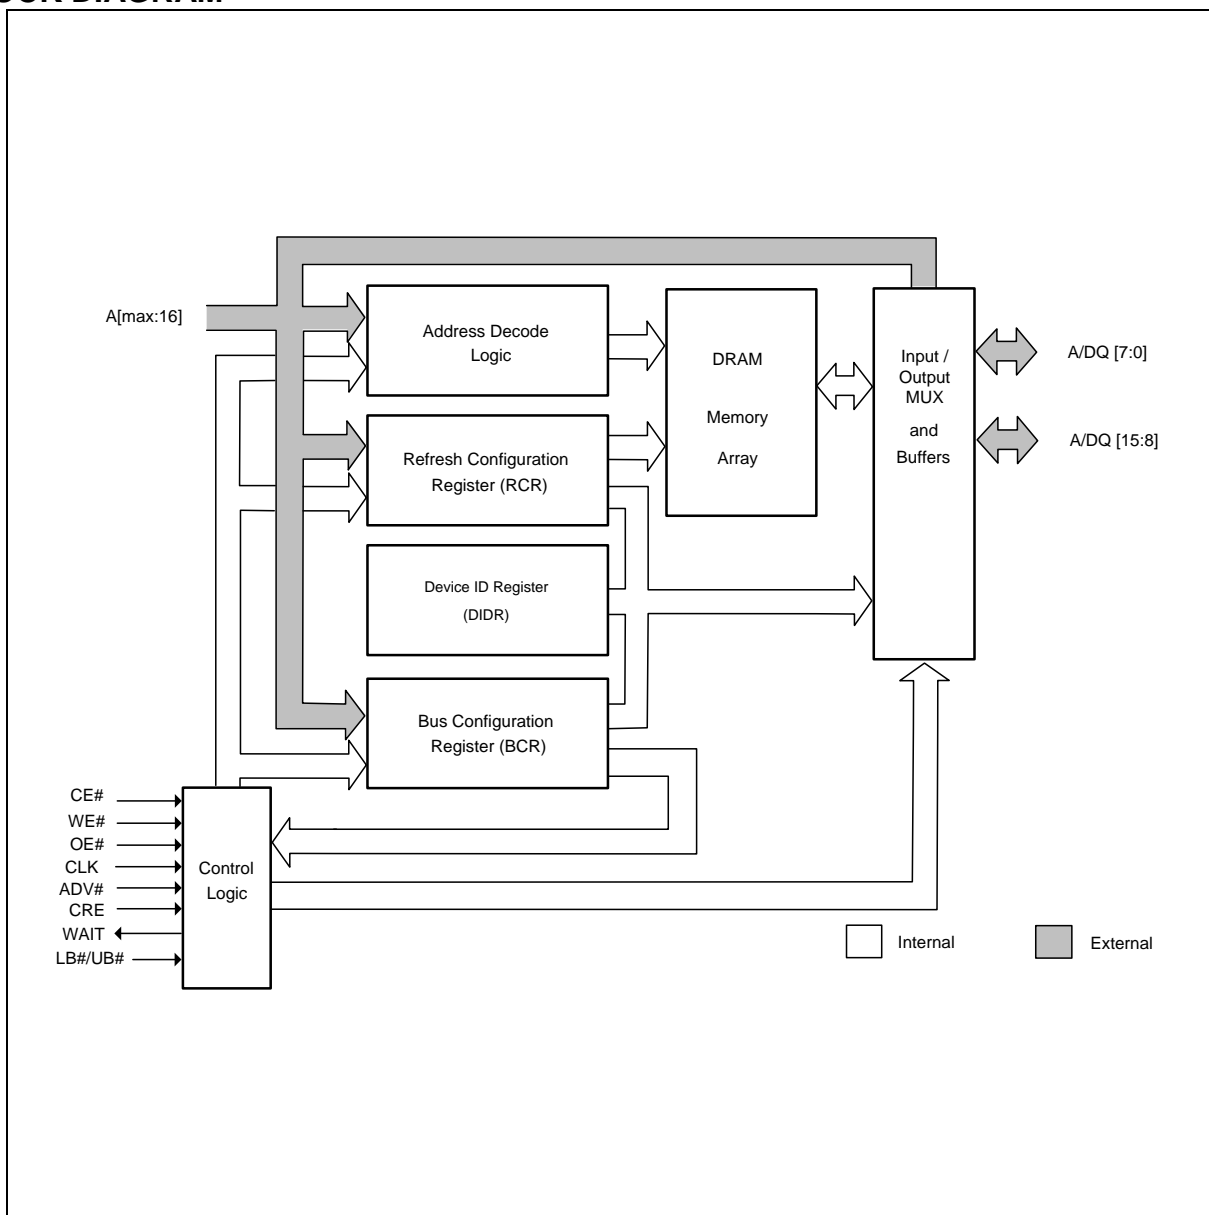 A[max:16]
Address Decode
Logic
DRAM
Memory
Array
Input /
Output
MUX
and
Buffers
A/DQ [7:0]
A/DQ [15:8]
Refresh Configuration
Register (RCR)
Device ID Register
(DIDR)
Bus Configuration
Register (BCR)
CE#
WE#
OE#
CLK
ADV#
CRE
WAIT
LB#/UB#
Control
Logic
Internal
External